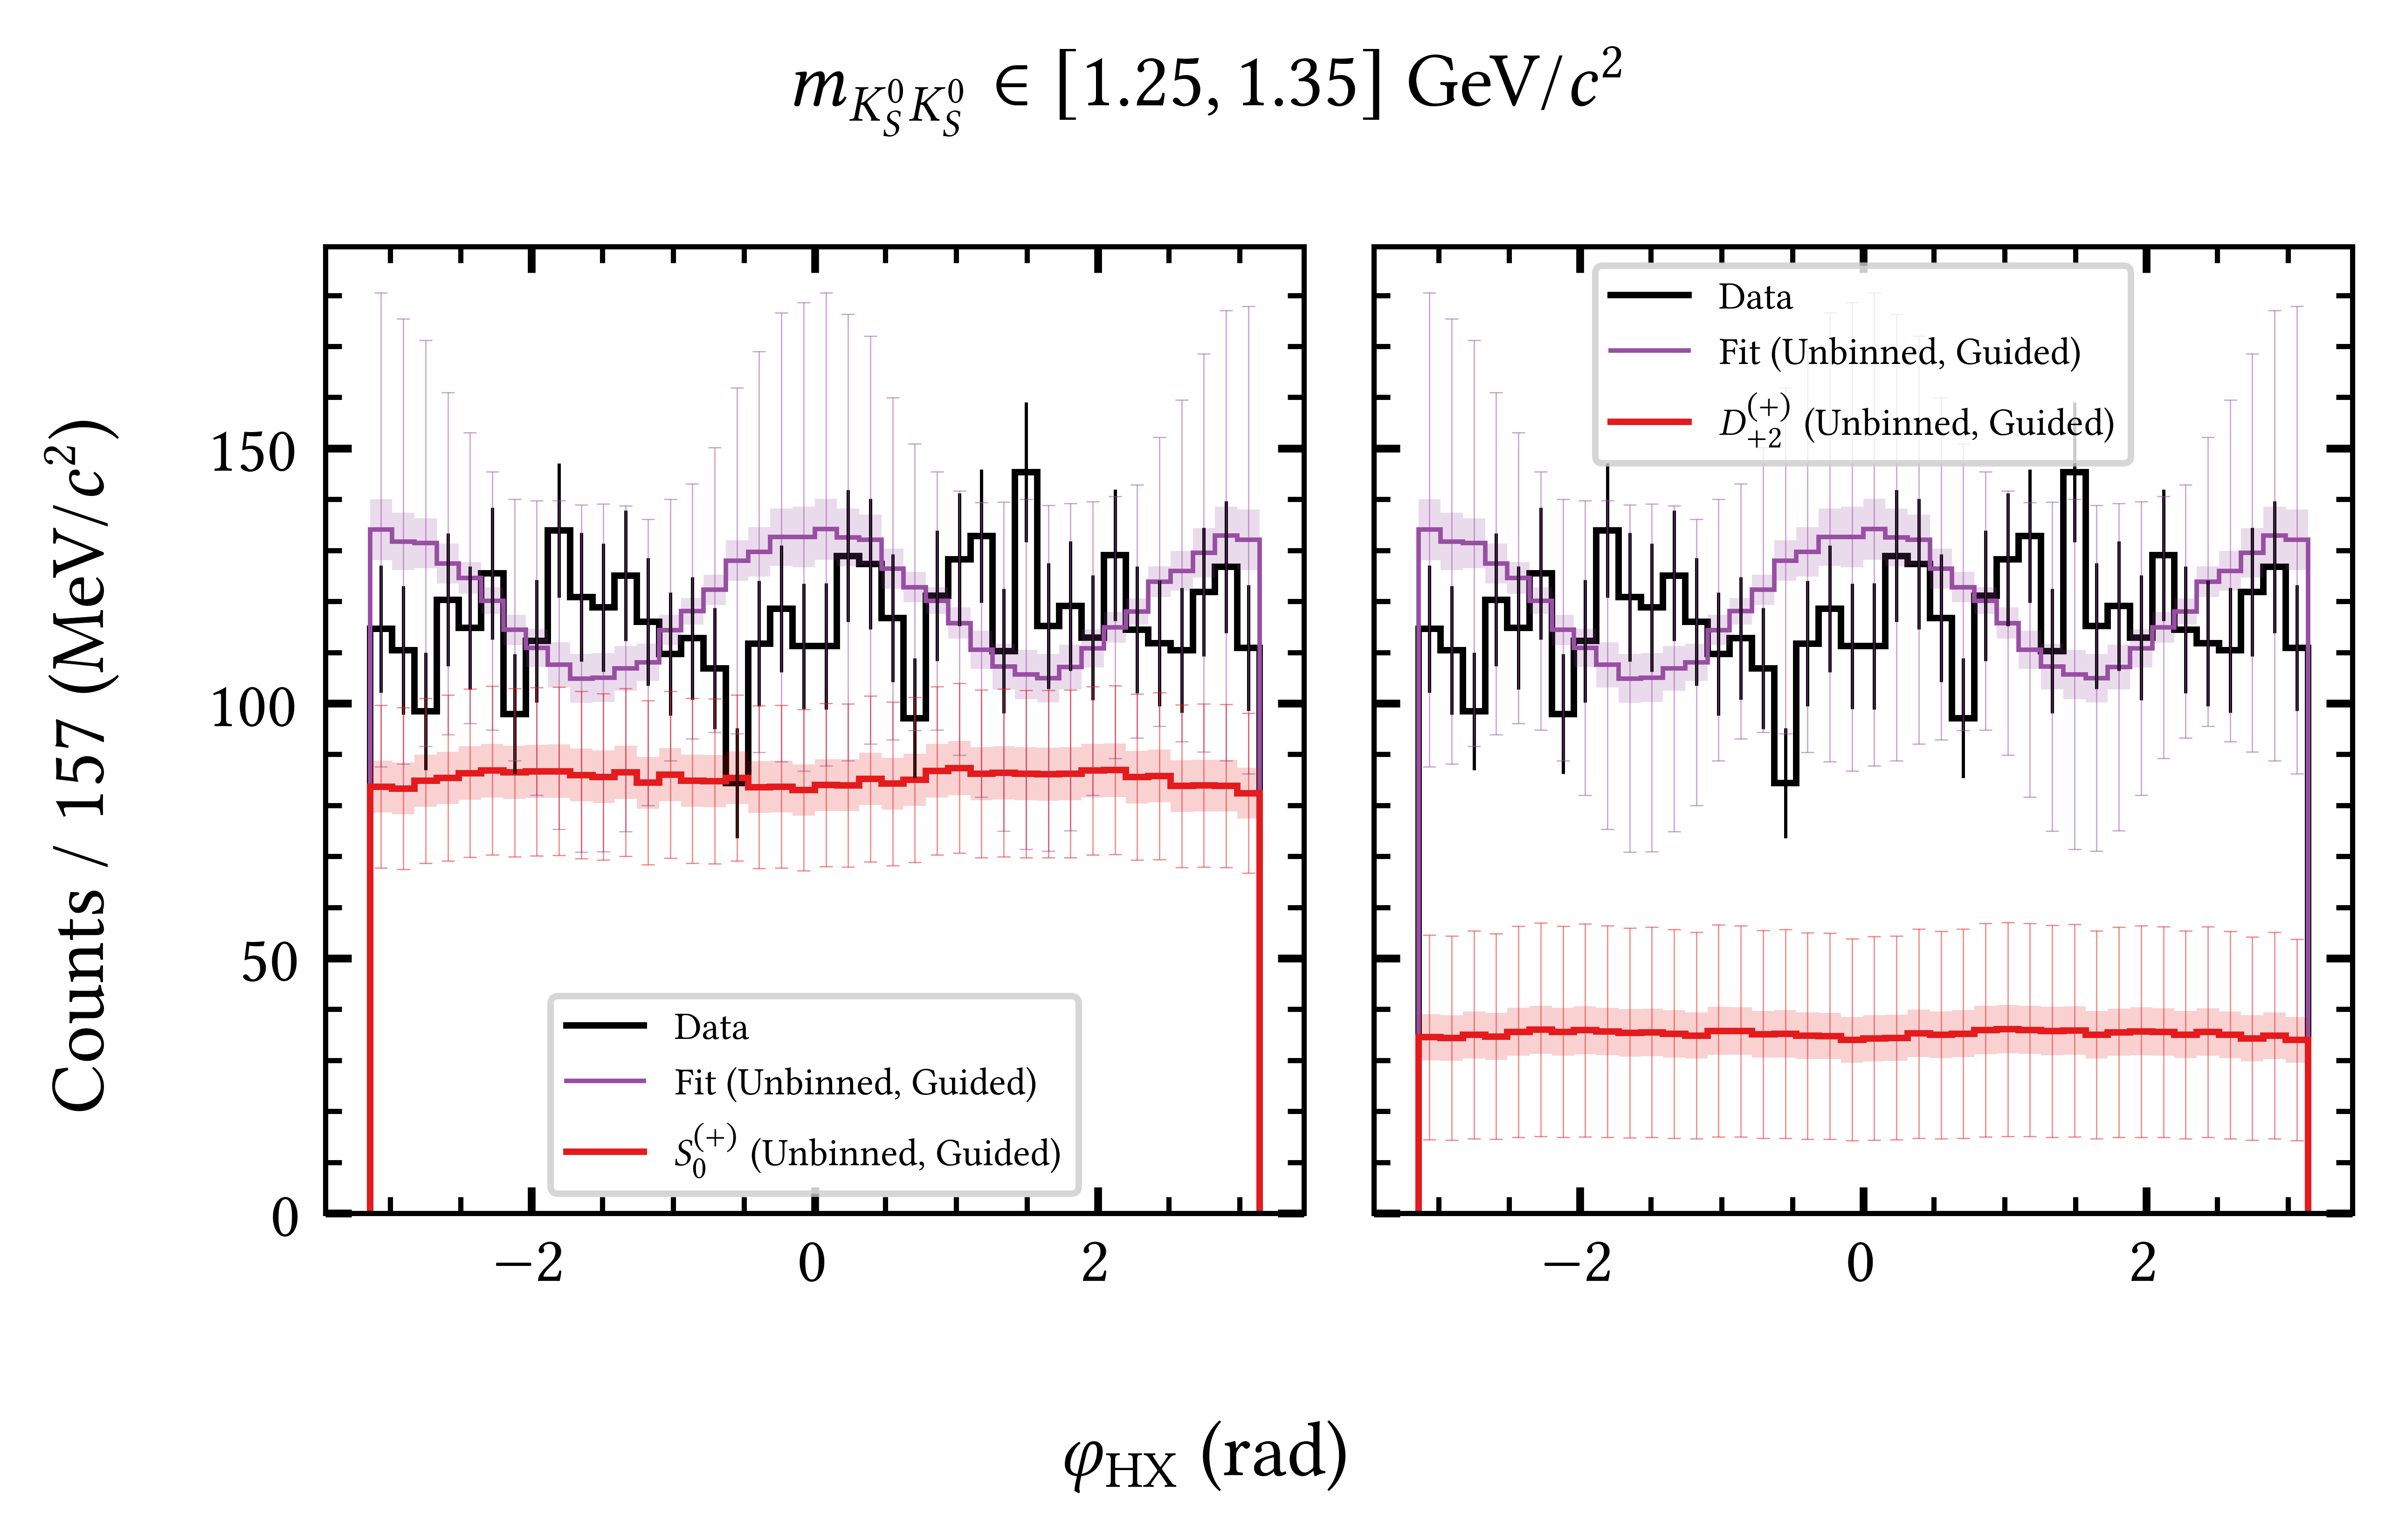 m_{K_S^0 K_S^0} ∈ [1.25, 1.35] GeV/c²
Counts / 157 (MeV/c²)
150
100
50
0
Data
Fit (Unbinned, Guided)
S_0^{(+)} (Unbinned, Guided)
−2 0 2
Data
Fit (Unbinned, Guided)
D_{+2}^{(+)} (Unbinned, Guided)
−2 0 2
φ_{HX} (rad)